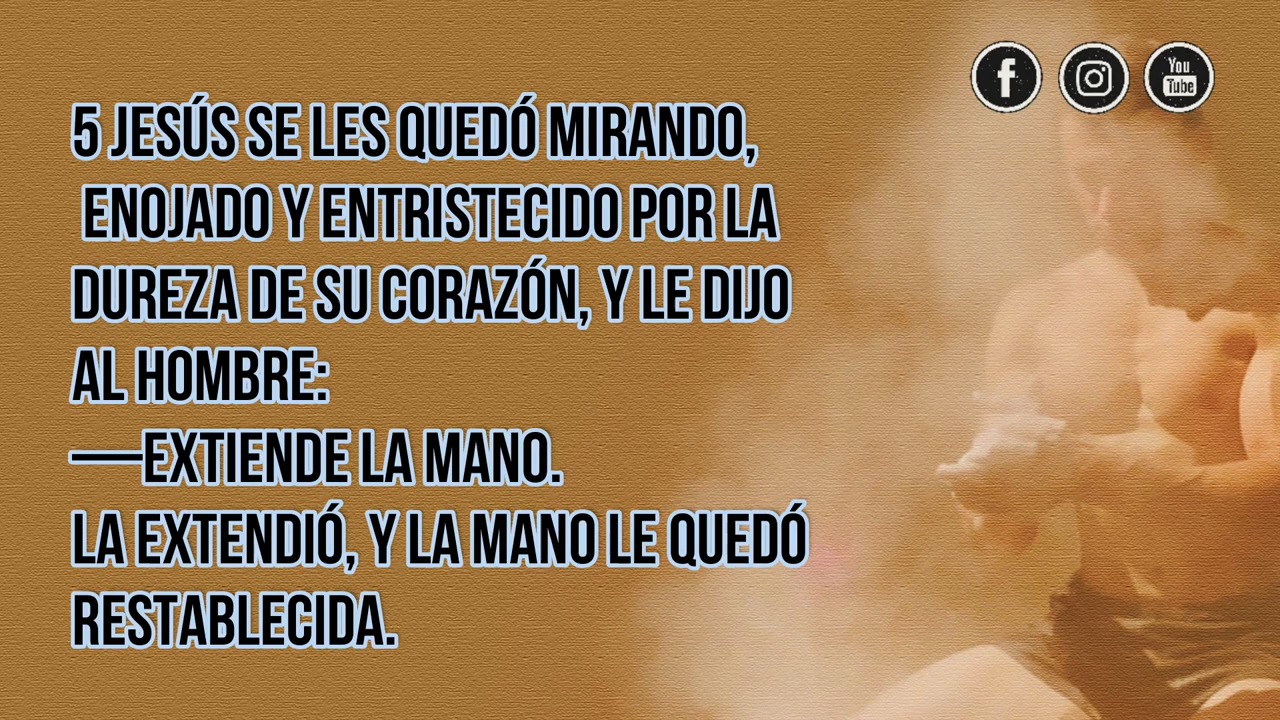 5 JESÚS SE LES QUEDÓ MIRANDO,
ENOJADO Y ENTRISTECIDO POR LA
DUREZA DE SU CORAZÓN, Y LE DIJO
AL HOMBRE:
—EXTIENDE LA MANO.
LA EXTENDIÓ, Y LA MANO LE QUEDÓ
RESTABLECIDA.
f
You
Tube